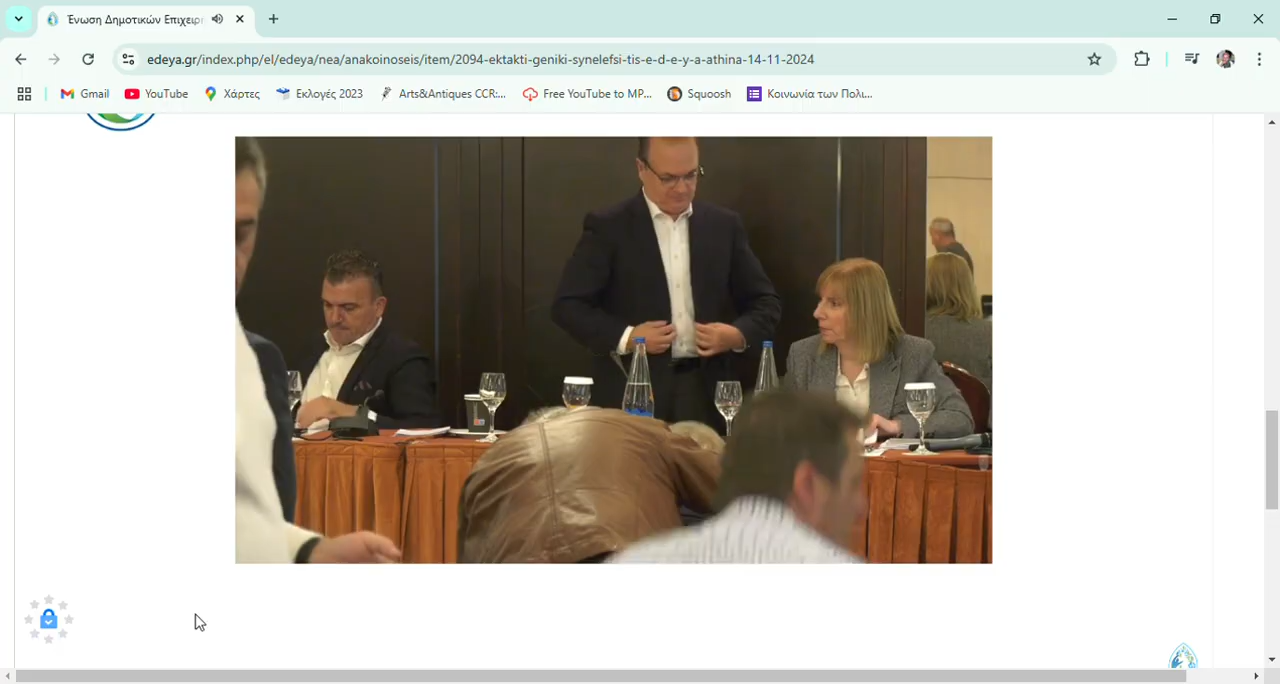 Ένωση Δημοτικών Επιχειρ
edeya.gr/index.php/el/edeya/nea/anakoinoseis/item/2094-ektakti-geniki-synelefsi-tis-e-d-e-y-a-athina-14-11-2024
Gmail YouTube Χάρτες Εκλογές 2023 Arts&Antiques CCR:... Free YouTube to MP... Squoosh Κοινωνία των Πολι...